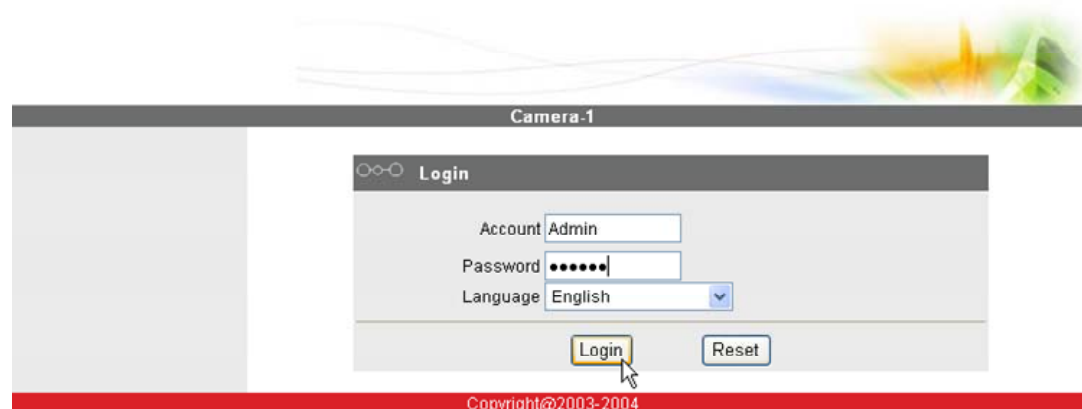 Camera-1
Login
Account Admin
Password ••••••
Language English
Login Reset
Copyright@2003-2004